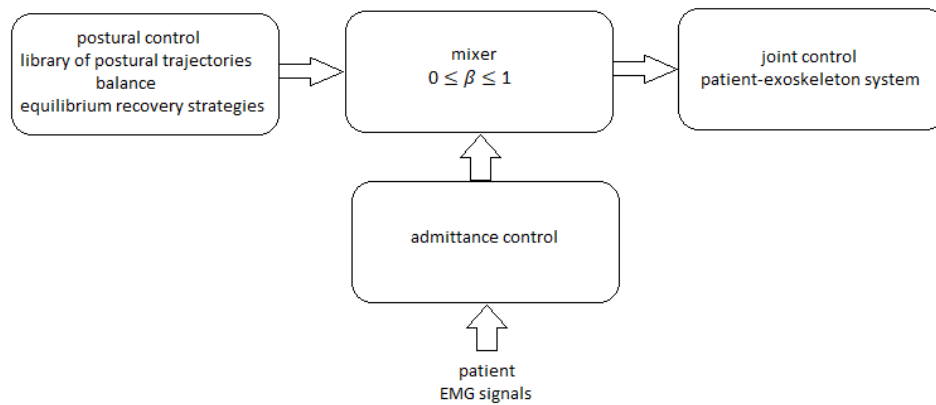 postural control
library of postural trajectories
balance
equilibrium recovery strategies
mixer
0 ≤ β ≤ 1
joint control
patient-exoskeleton system
admittance control
patient
EMG signals